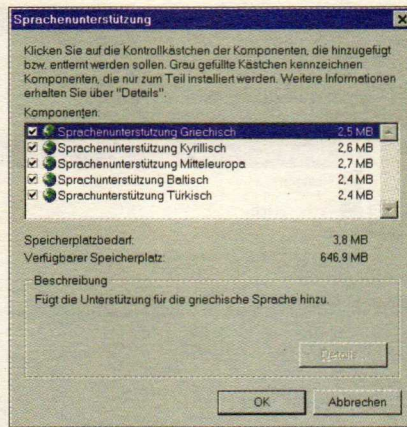 Sprachenunterstützung
Klicken Sie auf die Kontrollkästchen der Komponenten, die hinzugefügt
bzw. entfernt werden sollen. Grau gefüllte Kästchen kennzeichnen
Komponenten, die nur zum Teil installiert werden. Weitere Informationen
erhalten Sie über "Details".
Komponenten:
Sprachenunterstützung Griechisch 2,5 MB
Sprachenunterstützung Kyrillisch 2,6 MB
Sprachenunterstützung Mitteleuropa 2,7 MB
Sprachunterstützung Baltisch 2,4 MB
Sprachunterstützung Türkisch 2,4 MB
Speicherplatzbedarf: 3,8 MB
Verfügbarer Speicherplatz: 646,9 MB
Beschreibung
Fügt die Unterstützung für die griechische Sprache hinzu.
Details...
OK Abbrechen